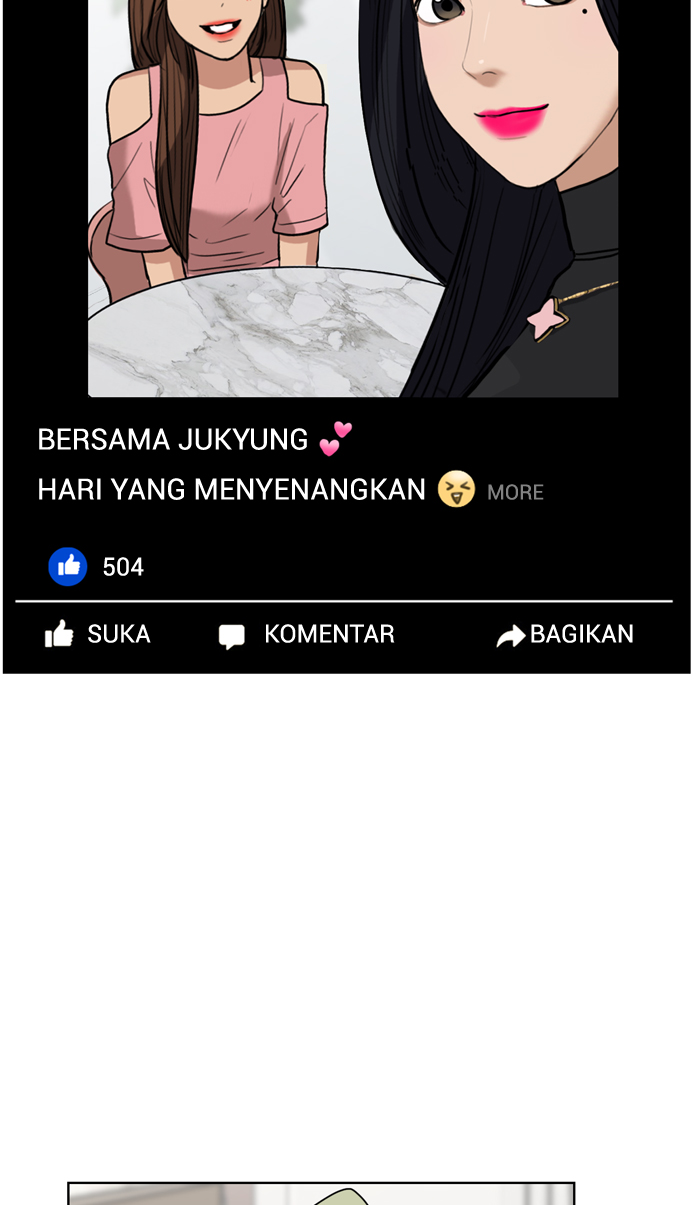 BERSAMA JUKYUNG 💕
HARI YANG MENYENANGKAN 😝 MORE
504
SUKA KOMENTAR BAGIKAN